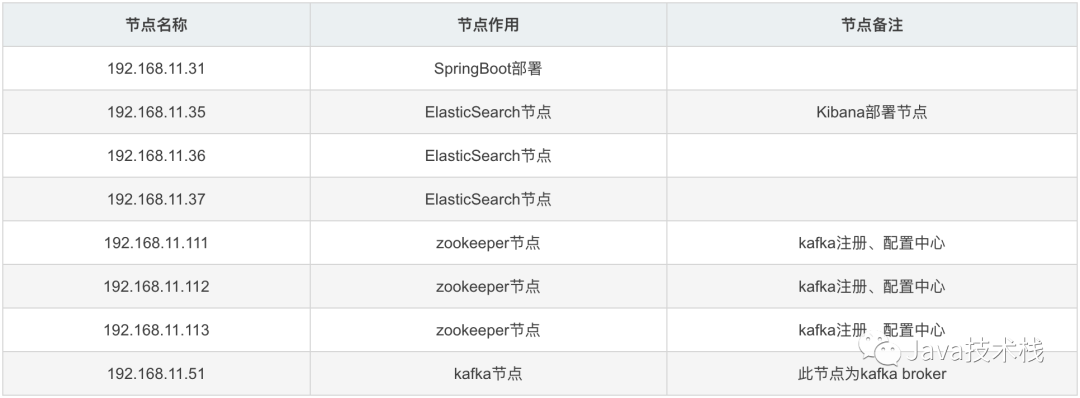 节点名称 节点作用 节点备注
192.168.11.31 SpringBoot部署
192.168.11.35 ElasticSearch节点 Kibana部署节点
192.168.11.36 ElasticSearch节点
192.168.11.37 ElasticSearch节点
192.168.11.111 zookeeper节点 kafka注册、配置中心
192.168.11.112 zookeeper节点 kafka注册、配置中心
192.168.11.113 zookeeper节点 kafka注册、配置中心
Java技术栈
192.168.11.51 kafka节点 此节点为kafka broker